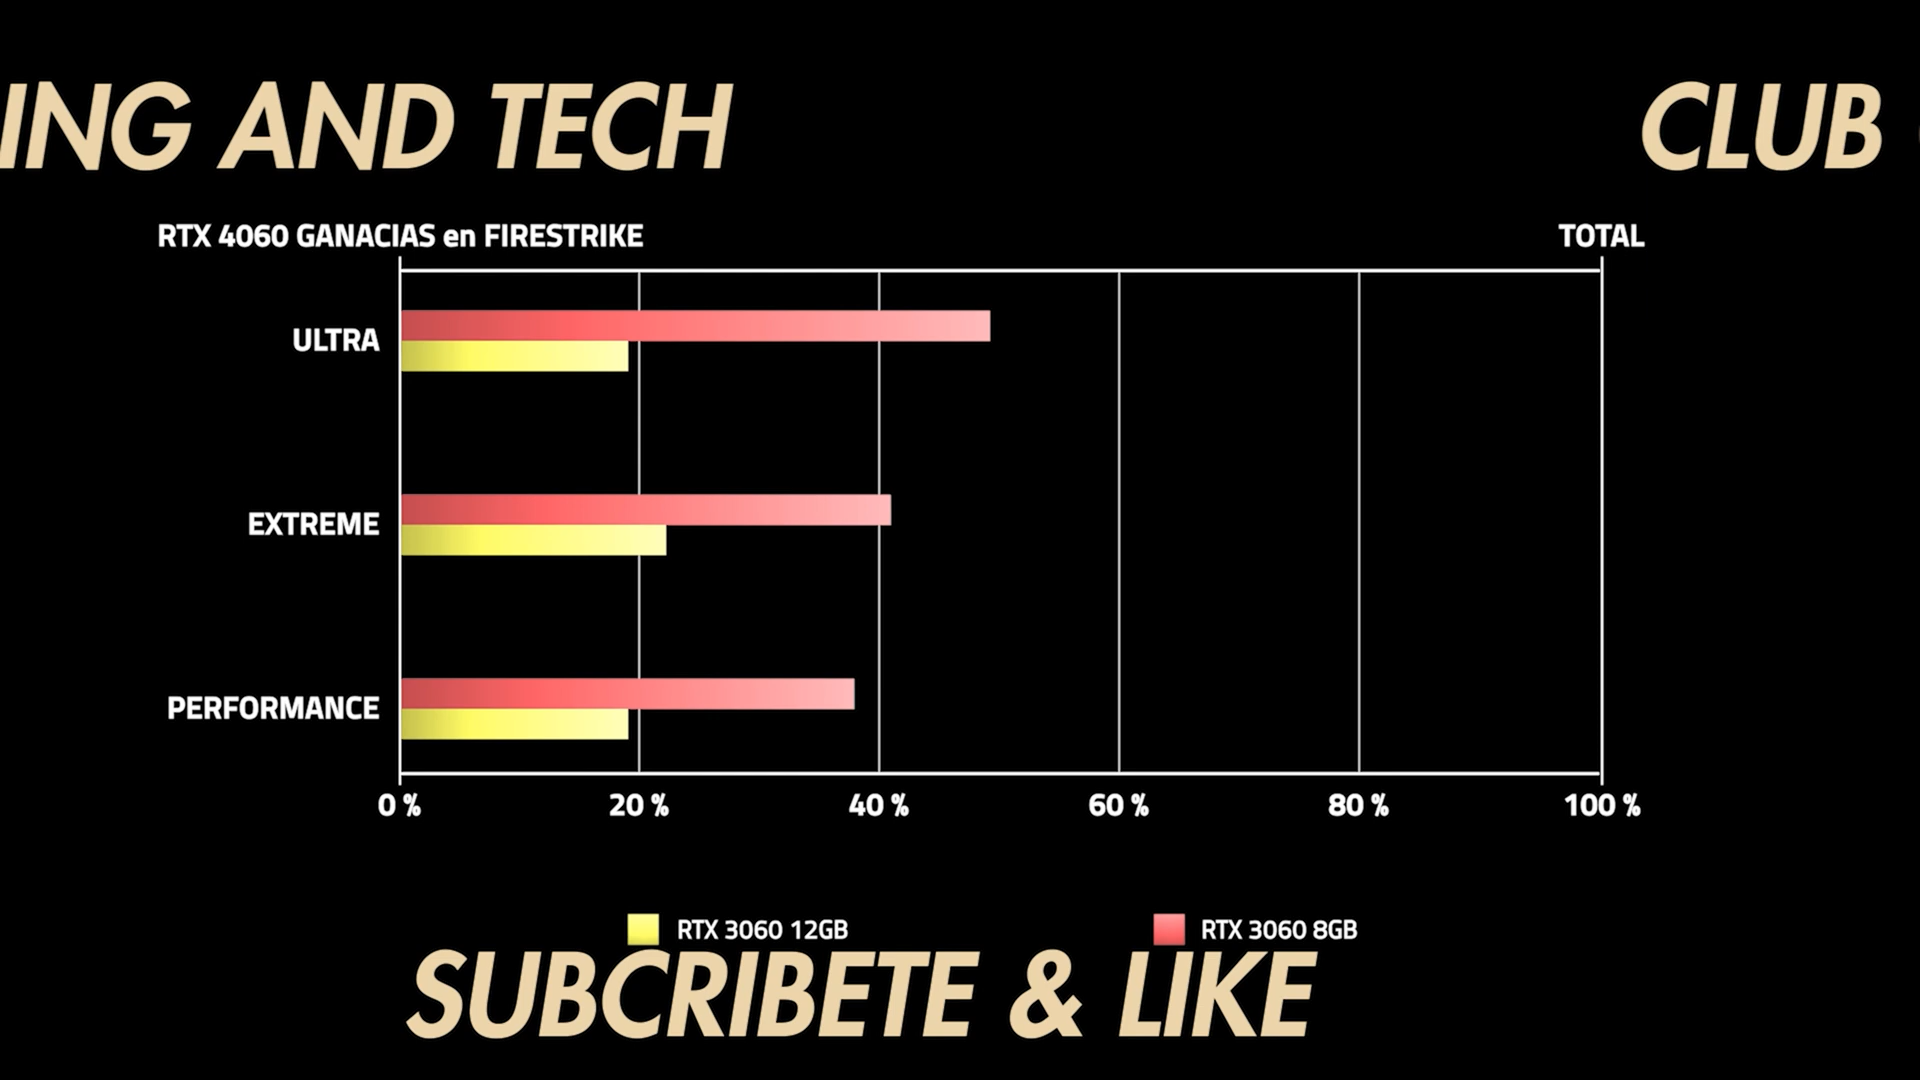 ING AND TECH
CLUB
RTX 4060 GANACIAS en FIRESTRIKE
TOTAL
ULTRA
EXTREME
PERFORMANCE
0 % 20 % 40 % 60 % 80 % 100 %
RTX 3060 12GB
RTX 3060 8GB
SUBCRIBETE & LIKE